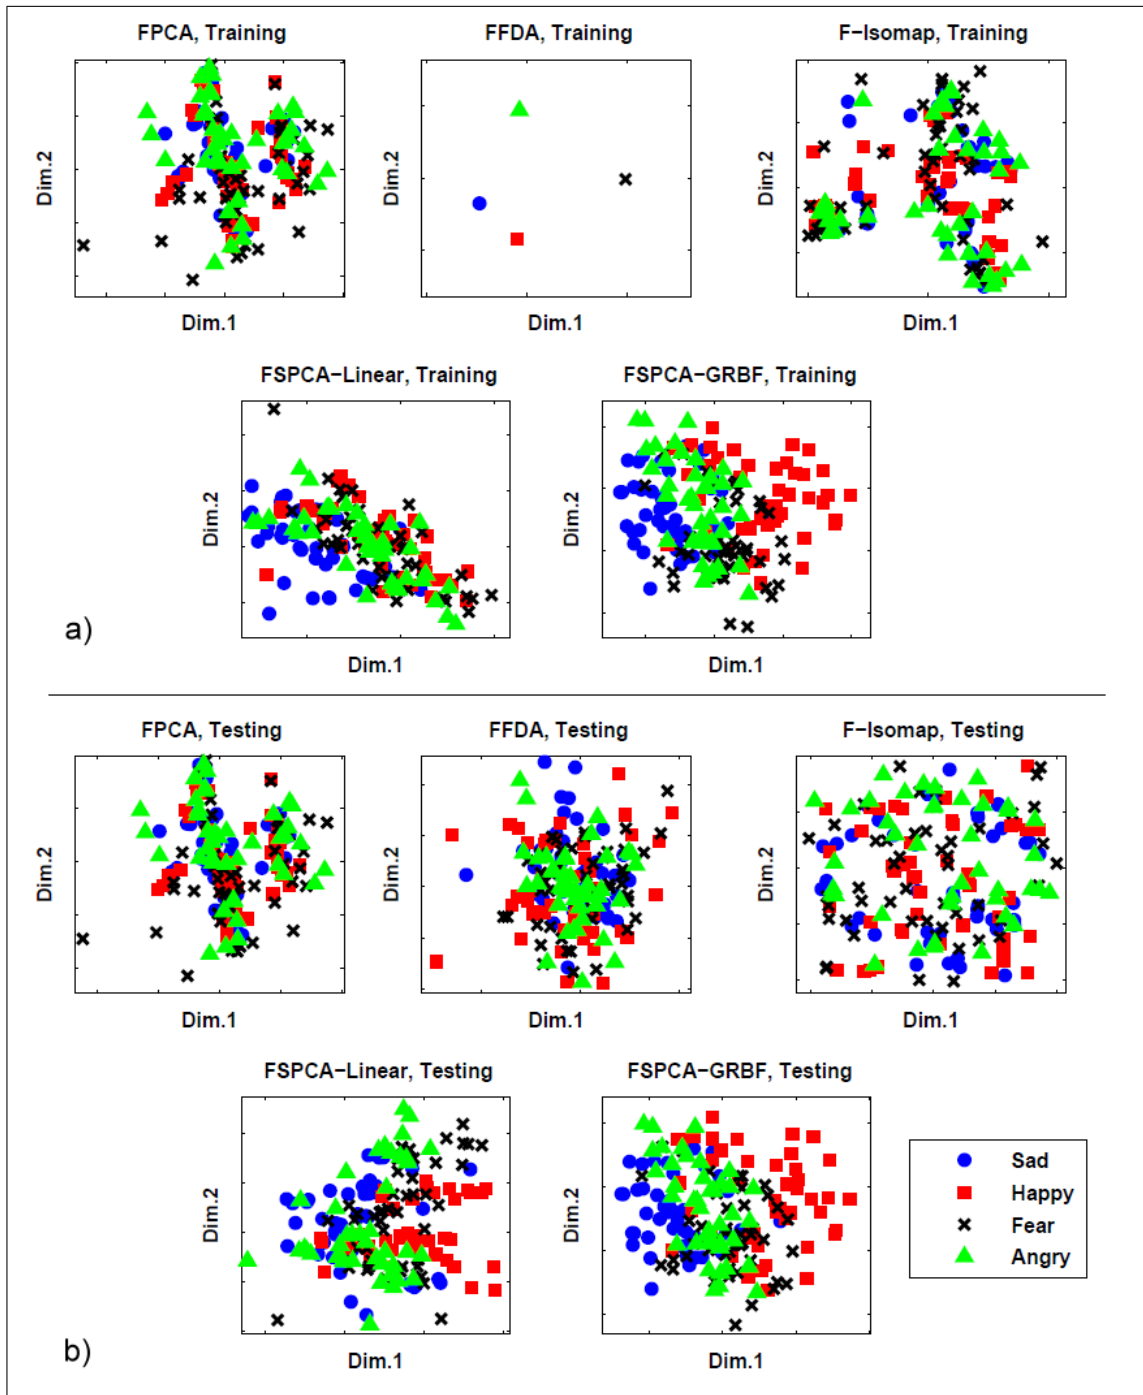 FPCA, Training
FFDA, Training
F-Isomap, Training
Dim.2
Dim.2
Dim.2
Dim.1
Dim.1
Dim.1
FSPCA-Linear, Training
FSPCA-GRBF, Training
Dim.2
Dim.2
a)
Dim.1
Dim.1
FPCA, Testing
FFDA, Testing
F-Isomap, Testing
Dim.2
Dim.2
Dim.2
Dim.1
Dim.1
Dim.1
FSPCA-Linear, Testing
FSPCA-GRBF, Testing
Dim.2
Dim.2
Sad
Happy
Fear
Angry
b)
Dim.1
Dim.1